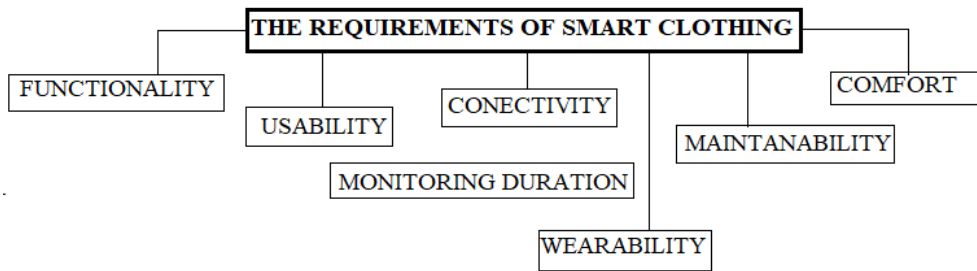 THE REQUIREMENTS OF SMART CLOTHING
FUNCTIONALITY
COMFORT
CONECTIVITY
USABILITY
MAINTANABILITY
MONITORING DURATION
WEARABILITY